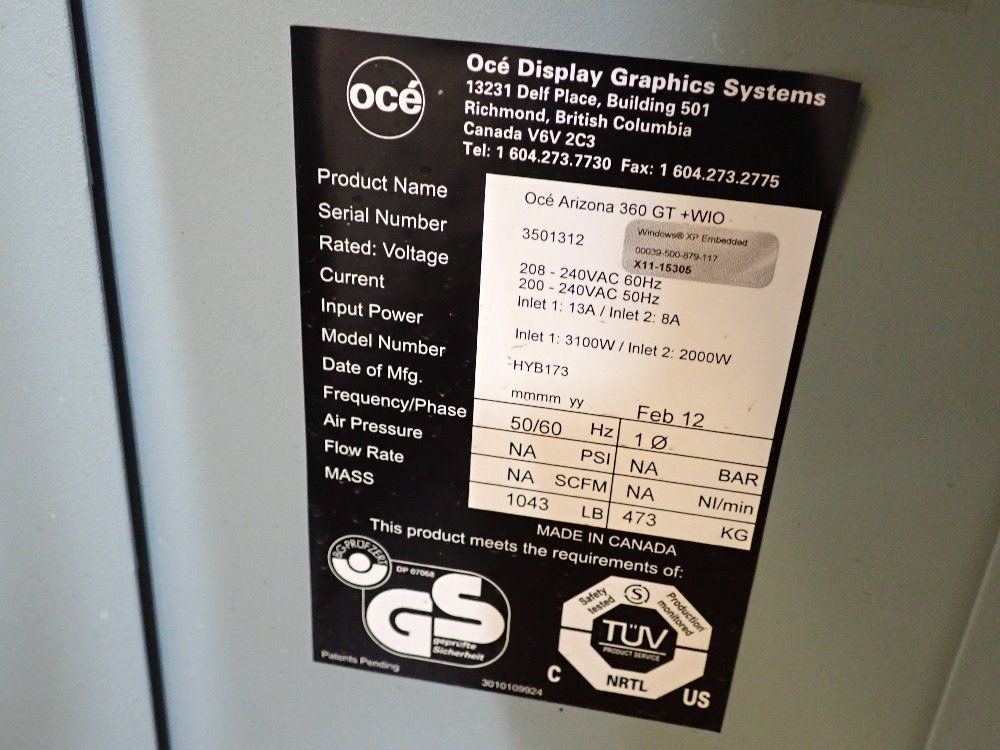 océ
Océ Display Graphics Systems
13231 Delf Place, Building 501
Richmond, British Columbia
Canada V6V 2C3
Tel: 1 604.273.7730 Fax: 1 604.273.2775
Product Name Océ Arizona 360 GT +WIO
Serial Number 3501312
Windows® XP Embedded
00039-500-879-117
X11-15305
Rated: Voltage 208 - 240VAC 60Hz
200 - 240VAC 50Hz
Current Inlet 1: 13A / Inlet 2: 8A
Input Power Inlet 1: 3100W / Inlet 2: 2000W
Model Number HYB173
Date of Mfg. mmmm yy Feb 12
Frequency/Phase 50/60 Hz 1 Ø
Air Pressure NA PSI NA BAR
Flow Rate NA SCFM NA Nl/min
MASS 1043 LB 473 KG
MADE IN CANADA
This product meets the requirements of:
BG-PRÜFZERT
DP 07068
GS
geprüfte
Sicherheit
Safety tested
S
Production monitored
TÜV
PRODUCT SERVICE
NRTL
C US
Patents Pending
3010109924